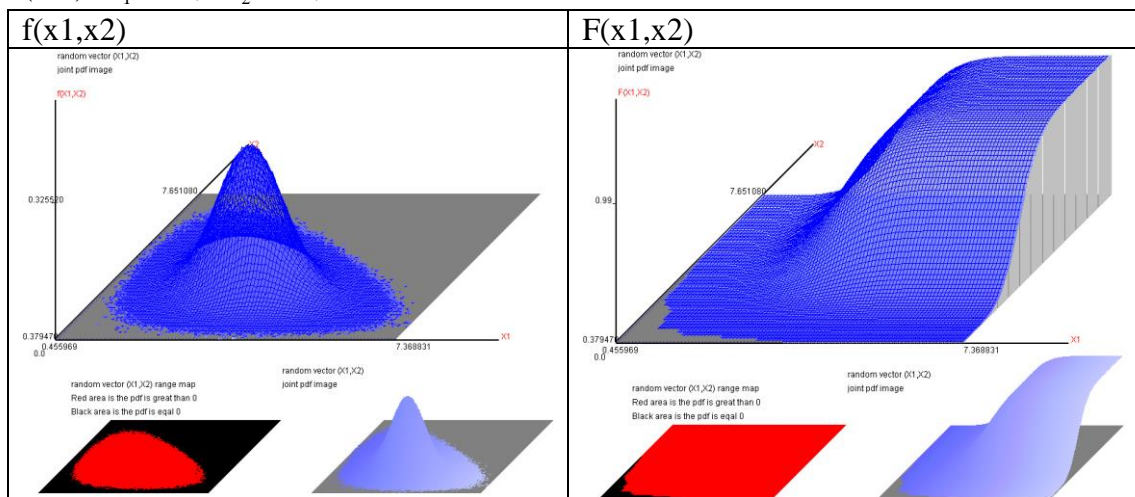 f(x1,x2)
random vector (X1,X2)
joint pdf image
f(X1,X2)
X2
7.651080
0.325520
0.379478
0.455969
0.0
7.368831
X1
random vector (X1,X2) range map
Red area is the pdf is great than 0
Black area is the pdf is eqal 0
random vector (X1,X2)
joint pdf image
F(x1,x2)
random vector (X1,X2)
joint pdf image
F(X1,X2)
X2
7.651080
0.99
0.379478
0.455969
0.0
7.368831
X1
random vector (X1,X2) range map
Red area is the pdf is great than 0
Black area is the pdf is eqal 0
random vector (X1,X2)
joint pdf image